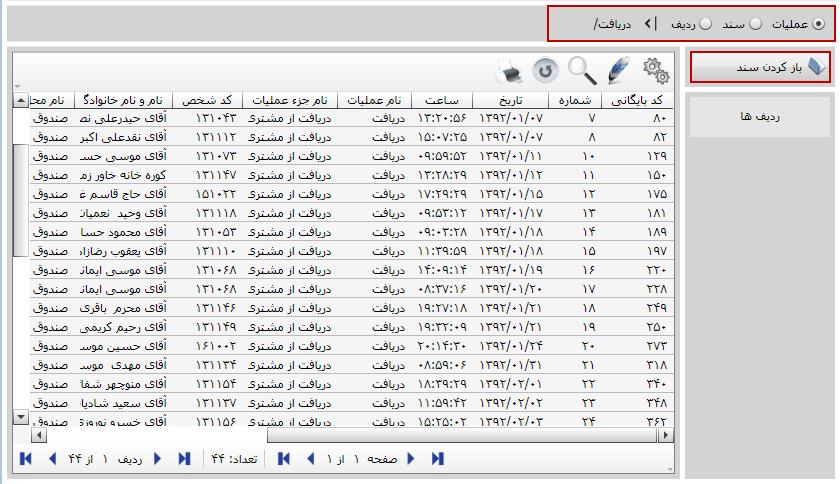 عملیات سند ردیف دریافت/
باز کردن سند
ردیف ها
کد بایگانی شماره تاریخ ساعت نام عملیات نام جزء عملیات کد شخص نام و نام خانوادگ نام مح
۸۰ ۷ ۱۳۹۲/۰۱/۰۷ ۱۳:۲۰:۵۶ دریافت دریافت از مشتری ۱۳۱۰۴۳ آقای حیدرعلی نص صندوق
۸۲ ۸ ۱۳۹۲/۰۱/۰۷ ۱۵:۰۷:۲۵ دریافت دریافت از مشتری ۱۳۱۱۱۲ آقای نقدعلی اکبر صندوق
۱۲۹ ۱۰ ۱۳۹۲/۰۱/۱۱ ۰۹:۵۹:۵۲ دریافت دریافت از مشتری ۱۳۱۰۷۳ آقای موسی حسـ صندوق
۱۵۰ ۱۱ ۱۳۹۲/۰۱/۱۲ ۱۳:۲۸:۲۹ دریافت دریافت از مشتری ۱۳۱۱۴۷ کوره خانه خاور زم صندوق
۱۷۵ ۱۲ ۱۳۹۲/۰۱/۱۵ ۱۷:۲۹:۲۹ دریافت دریافت از مشتری ۱۵۱۰۲۲ آقای حاج قاسم غ صندوق
۱۸۱ ۱۳ ۱۳۹۲/۰۱/۱۷ ۰۹:۵۳:۱۲ دریافت دریافت از مشتری ۱۳۱۱۱۸ آقای وحید نعمیات صندوق
۱۸۹ ۱۴ ۱۳۹۲/۰۱/۱۸ ۰۹:۰۳:۲۸ دریافت دریافت از مشتری ۱۳۱۰۵۳ آقای محمود حسا صندوق
۱۹۷ ۱۵ ۱۳۹۲/۰۱/۱۸ ۱۱:۳۹:۵۹ دریافت دریافت از مشتری ۱۳۱۱۱۰ آقای یعقوب رضازاد صندوق
۲۲۰ ۱۶ ۱۳۹۲/۰۱/۱۹ ۱۴:۰۹:۱۴ دریافت دریافت از مشتری ۱۳۱۰۶۸ آقای موسی ایمانـ صندوق
۲۲۸ ۱۷ ۱۳۹۲/۰۱/۲۰ ۰۸:۳۷:۱۶ دریافت دریافت از مشتری ۱۳۱۰۶۸ آقای موسی ایمانـ صندوق
۲۴۹ ۱۸ ۱۳۹۲/۰۱/۲۱ ۱۹:۲۷:۱۸ دریافت دریافت از مشتری ۱۳۱۱۴۶ آقای محرم باقری صندوق
۲۵۰ ۱۹ ۱۳۹۲/۰۱/۲۱ ۱۹:۳۲:۰۹ دریافت دریافت از مشتری ۱۳۱۱۴۹ آقای رحیم کریمی صندوق
۲۷۳ ۲۰ ۱۳۹۲/۰۱/۲۴ ۲۰:۱۴:۳۰ دریافت دریافت از مشتری ۱۶۱۰۰۲ آقای حسین موسـ صندوق
۳۱۸ ۲۱ ۱۳۹۲/۰۱/۳۱ ۰۸:۵۹:۰۶ دریافت دریافت از مشتری ۱۳۱۱۳۴ آقای مهدی موسـ صندوق
۳۴۰ ۲۲ ۱۳۹۲/۰۲/۰۱ ۱۸:۳۹:۲۹ دریافت دریافت از مشتری ۱۳۱۱۵۴ آقای منوچهر شفا صندوق
۳۴۸ ۲۳ ۱۳۹۲/۰۲/۰۲ ۱۱:۵۹:۴۲ دریافت دریافت از مشتری ۱۳۱۱۳۷ آقای سعید شادیا صندوق
۳۶۲ ۲۴ ۱۳۹۲/۰۲/۰۳ ۱۵:۲۵:۰۲ دریافت دریافت از مشتری ۱۳۱۱۵۶ آقای خسرو نوروزی صندوق
صفحه ۱ از ۱ تعداد: ۴۴ ردیف ۱ از ۴۴